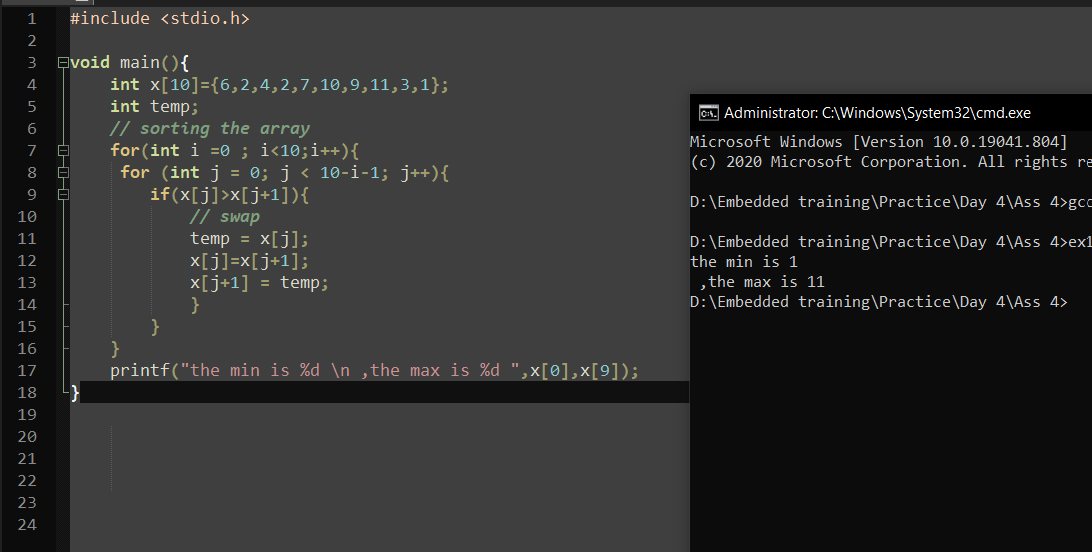 1 #include <stdio.h>
2
3 void main(){
4 int x[10]={6,2,4,2,7,10,9,11,3,1};
5 int temp;
6 // sorting the array
7 for(int i =0 ; i<10;i++){
8 for (int j = 0; j < 10-i-1; j++){
9 if(x[j]>x[j+1]){
10 // swap
11 temp = x[j];
12 x[j]=x[j+1];
13 x[j+1] = temp;
14 }
15 }
16 }
17 printf("the min is %d \n ,the max is %d ",x[0],x[9]);
18 }
19
20
21
22
23
24
Administrator: C:\Windows\System32\cmd.exe
Microsoft Windows [Version 10.0.19041.804]
(c) 2020 Microsoft Corporation. All rights re
D:\Embedded training\Practice\Day 4\Ass 4>gcc
D:\Embedded training\Practice\Day 4\Ass 4>ex1
the min is 1
,the max is 11
D:\Embedded training\Practice\Day 4\Ass 4>